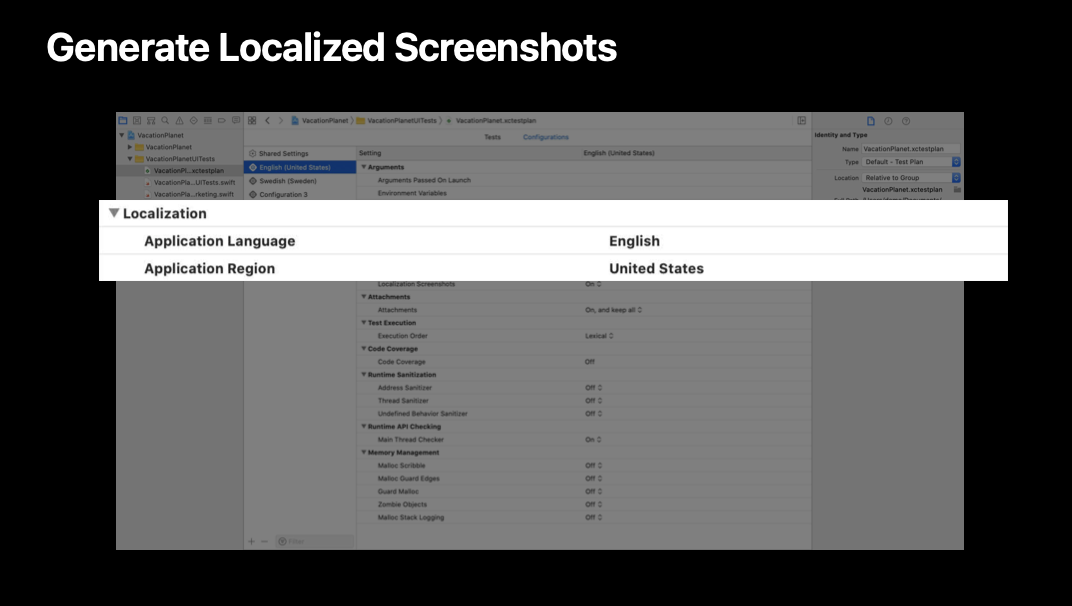 Generate Localized Screenshots
VacationPlanet VacationPlanetUITests VacationPlanet.xctestplan
VacationPlanet
VacationPlanet
VacationPlanetUITests
VacationPl...xctestplan
VacationPla...UITests.swift
VacationPla...rketing.swift
Tests Configurations
Shared Settings
English (United States)
Swedish (Sweden)
Configuration 3
Setting English (United States)
Arguments
Arguments Passed On Launch
Environment Variables
Localization
Application Language English
Application Region United States
Localization Screenshots On
Attachments
Attachments On, and keep all
Test Execution
Execution Order Lexical
Code Coverage
Code Coverage Off
Runtime Sanitization
Address Sanitizer Off
Thread Sanitizer Off
Undefined Behavior Sanitizer Off
Runtime API Checking
Main Thread Checker On
Memory Management
Malloc Scribble Off
Malloc Guard Edges Off
Guard Malloc Off
Zombie Objects Off
Malloc Stack Logging Off
Filter
Identity and Type
Name VacationPlanet.xctestplan
Type Default - Test Plan
Location Relative to Group
VacationPlanet.xctestplan